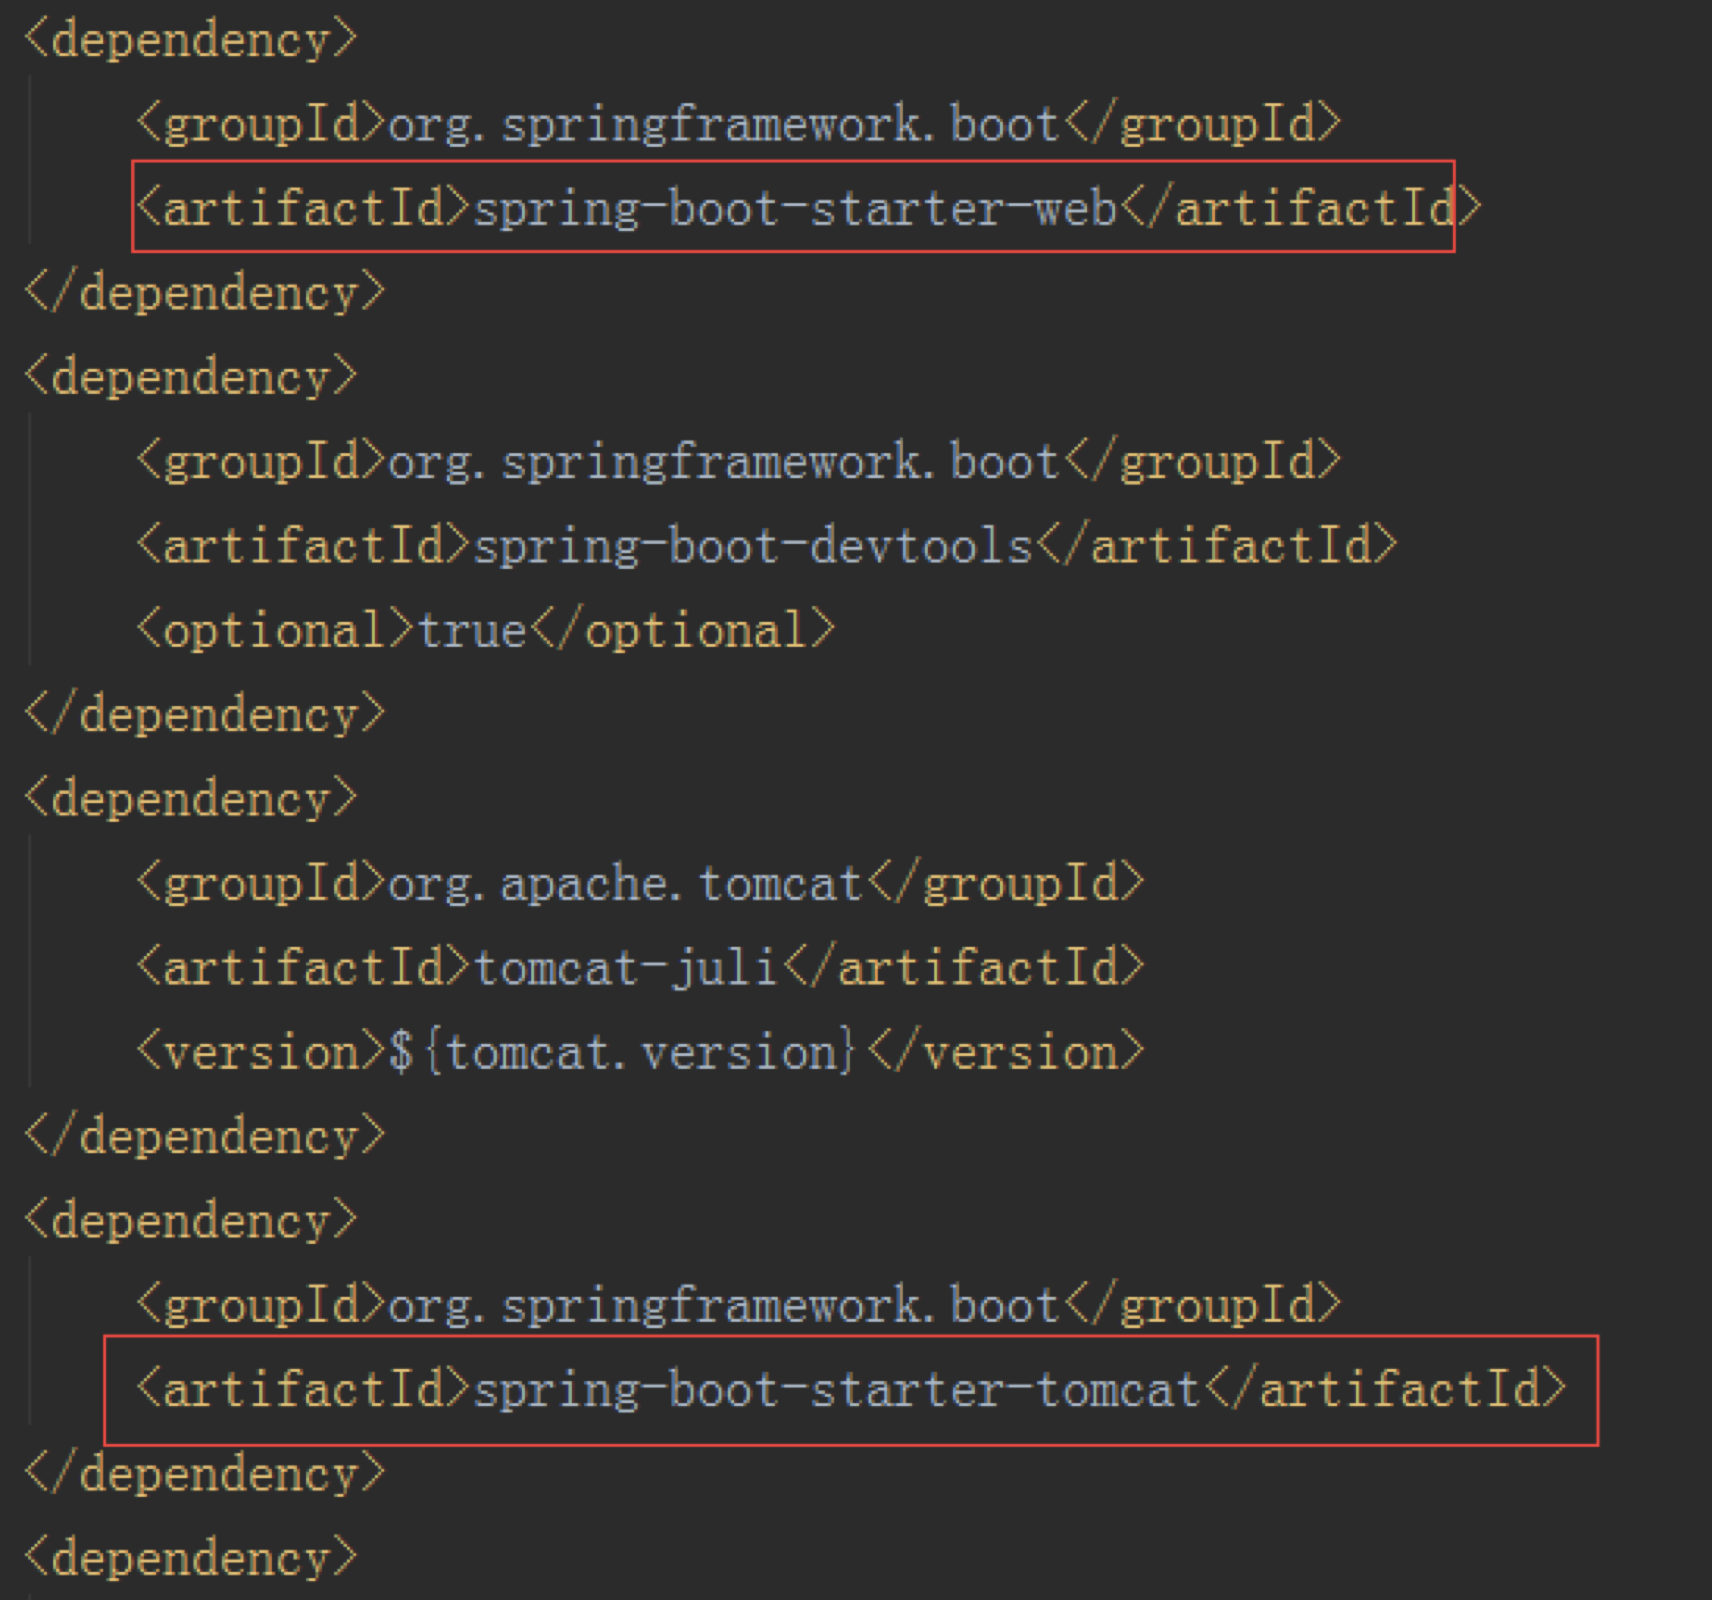 <dependency>
<groupId>org.springframework.boot</groupId>
<artifactId>spring-boot-starter-web</artifactId>
</dependency>
<dependency>
<groupId>org.springframework.boot</groupId>
<artifactId>spring-boot-devtools</artifactId>
<optional>true</optional>
</dependency>
<dependency>
<groupId>org.apache.tomcat</groupId>
<artifactId>tomcat-juli</artifactId>
<version>${tomcat.version}</version>
</dependency>
<dependency>
<groupId>org.springframework.boot</groupId>
<artifactId>spring-boot-starter-tomcat</artifactId>
</dependency>
<dependency>